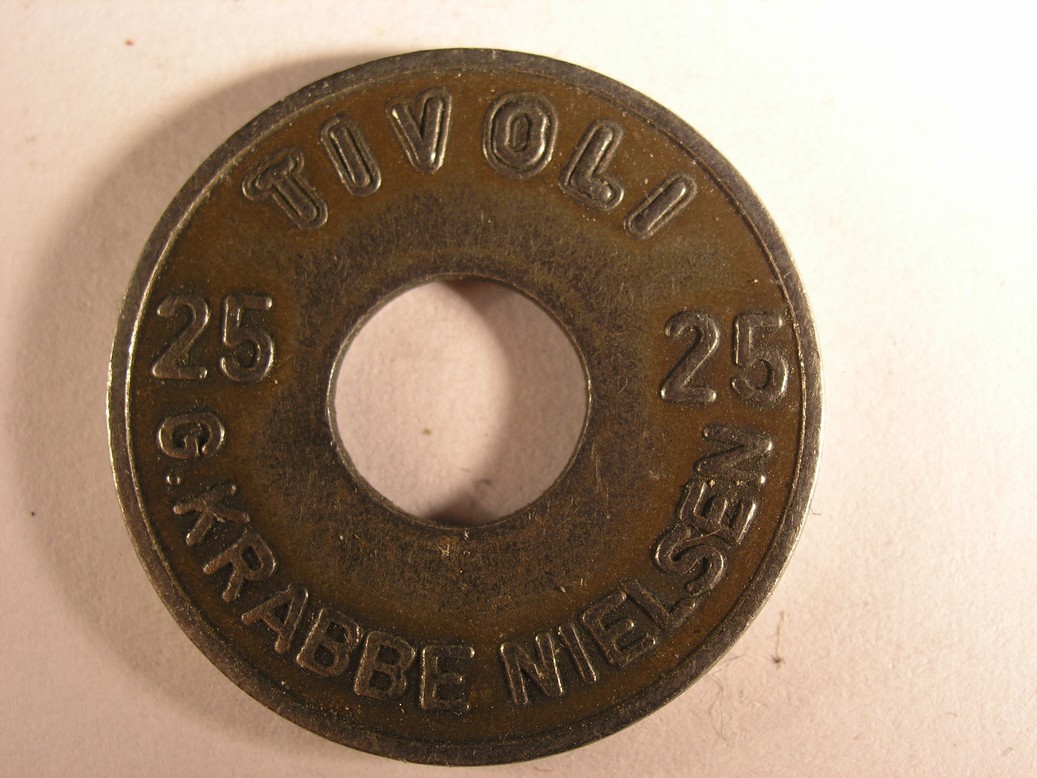 TIVOLI
25 25
G. KRABBE NIELSEN